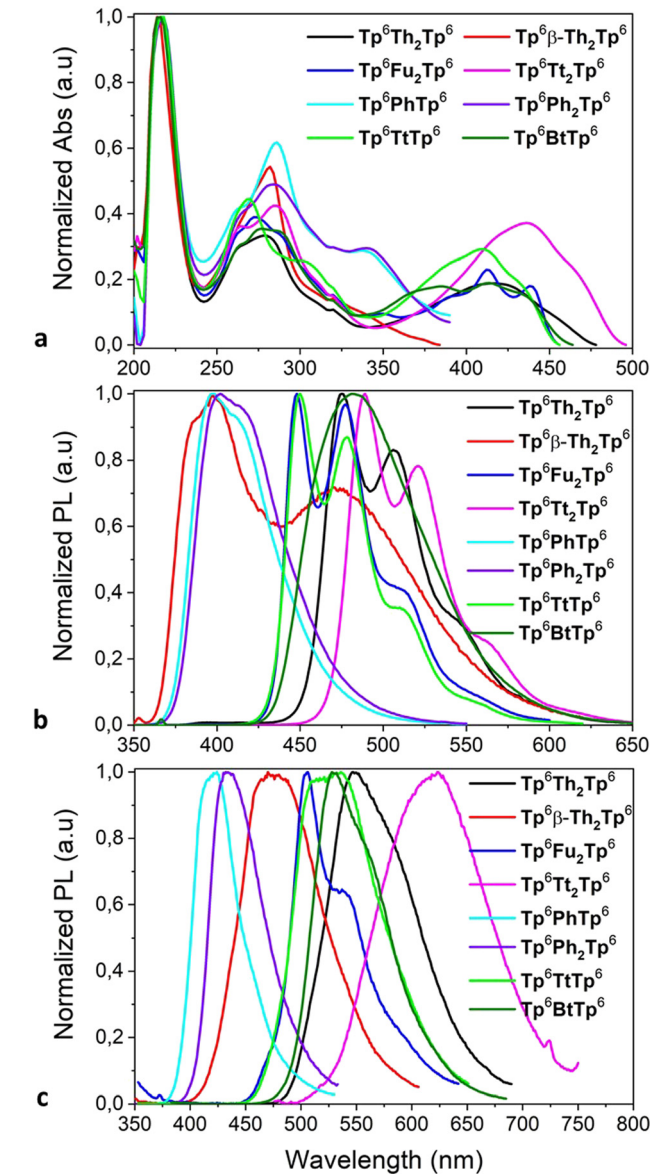 1,0
0,8
0,6
0,4
0,2
0,0
Normalized Abs (a.u)
Tp⁶Th₂Tp⁶ Tp⁶β-Th₂Tp⁶
Tp⁶Fu₂Tp⁶ Tp⁶Tt₂Tp⁶
Tp⁶PhTp⁶ Tp⁶Ph₂Tp⁶
Tp⁶TtTp⁶ Tp⁶BtTp⁶
a
200 250 300 350 400 450 500
1,0
0,8
0,6
0,4
0,2
0,0
Normalized PL (a.u)
Tp⁶Th₂Tp⁶
Tp⁶β-Th₂Tp⁶
Tp⁶Fu₂Tp⁶
Tp⁶Tt₂Tp⁶
Tp⁶PhTp⁶
Tp⁶Ph₂Tp⁶
Tp⁶TtTp⁶
Tp⁶BtTp⁶
b
350 400 450 500 550 600 650
1,0
0,8
0,6
0,4
0,2
0,0
Normalized PL (a.u)
Tp⁶Th₂Tp⁶
Tp⁶β-Th₂Tp⁶
Tp⁶Fu₂Tp⁶
Tp⁶Tt₂Tp⁶
Tp⁶PhTp⁶
Tp⁶Ph₂Tp⁶
Tp⁶TtTp⁶
Tp⁶BtTp⁶
c
350 400 450 500 550 600 650 700 750 800
Wavelength (nm)